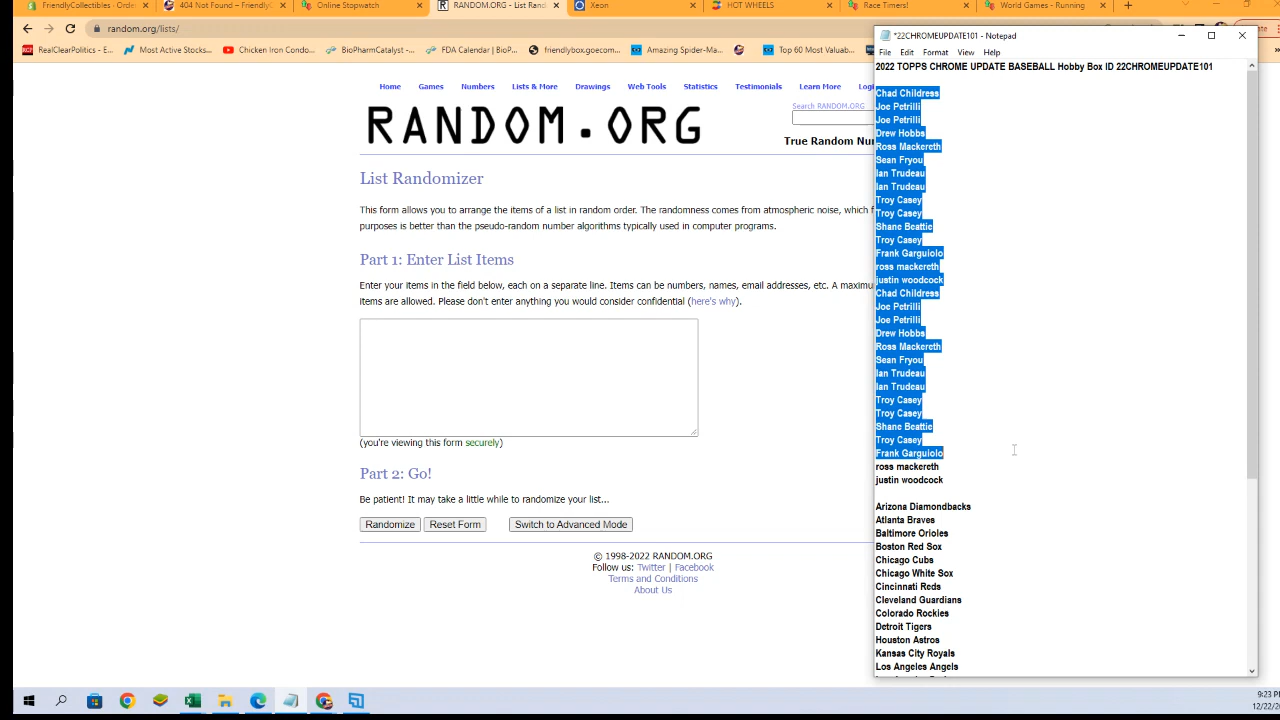 FriendlyCollectibles - Orderi
404 Not Found – FriendlyC
Online Stopwatch
RANDOM.ORG - List Rand
Xeon
HOT WHEELS
Race Timers!
World Games - Running
random.org/lists/
RealClearPolitics - E...
Most Active Stocks...
Chicken Iron Condo...
BioPharmCatalyst -...
FDA Calendar | BioP...
friendlybox.goecom...
Amazing Spider-Ma...
Top 60 Most Valuab...
*22CHROMEUPDATE101 - Notepad
File Edit Format View Help
2022 TOPPS CHROME UPDATE BASEBALL Hobby Box ID 22CHROMEUPDATE101
Chad Childress
Joe Petrilli
Joe Petrilli
Drew Hobbs
Ross Mackereth
Sean Fryou
Ian Trudeau
Ian Trudeau
Troy Casey
Troy Casey
Shane Beattie
Troy Casey
Frank Garguiolo
ross mackereth
justin woodcock
Chad Childress
Joe Petrilli
Joe Petrilli
Drew Hobbs
Ross Mackereth
Sean Fryou
Ian Trudeau
Ian Trudeau
Troy Casey
Troy Casey
Shane Beattie
Troy Casey
Frank Garguiolo
ross mackereth
justin woodcock
Arizona Diamondbacks
Atlanta Braves
Baltimore Orioles
Boston Red Sox
Chicago Cubs
Chicago White Sox
Cincinnati Reds
Cleveland Guardians
Colorado Rockies
Detroit Tigers
Houston Astros
Kansas City Royals
Los Angeles Angels
Home Games Numbers Lists & More Drawings Web Tools Statistics Testimonials Learn More Logi
RANDOM.ORG
Search RANDOM.ORG
True Random Nu
List Randomizer
This form allows you to arrange the items of a list in random order. The randomness comes from atmospheric noise, which f
purposes is better than the pseudo-random number algorithms typically used in computer programs.
Part 1: Enter List Items
Enter your items in the field below, each on a separate line. Items can be numbers, names, email addresses, etc. A maximu
items are allowed. Please don't enter anything you would consider confidential (here's why).
(you're viewing this form securely)
Part 2: Go!
Be patient! It may take a little while to randomize your list...
Randomize Reset Form Switch to Advanced Mode
© 1998-2022 RANDOM.ORG
Follow us: Twitter | Facebook
Terms and Conditions
About Us
9:23 P
12/22/2